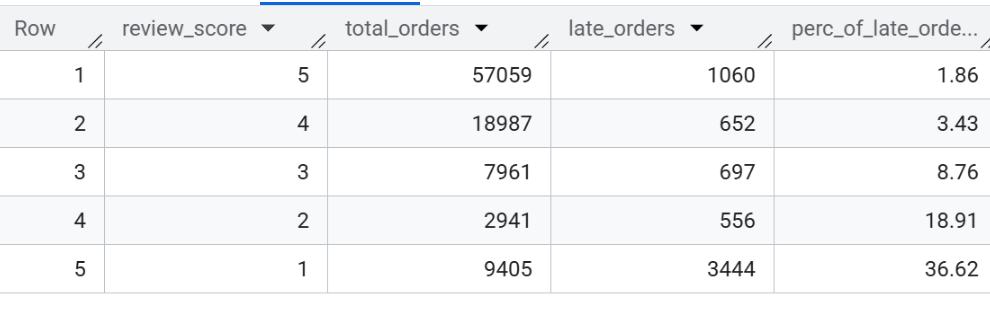 Row review_score total_orders late_orders perc_of_late_orde...
1 5 57059 1060 1.86
2 4 18987 652 3.43
3 3 7961 697 8.76
4 2 2941 556 18.91
5 1 9405 3444 36.62